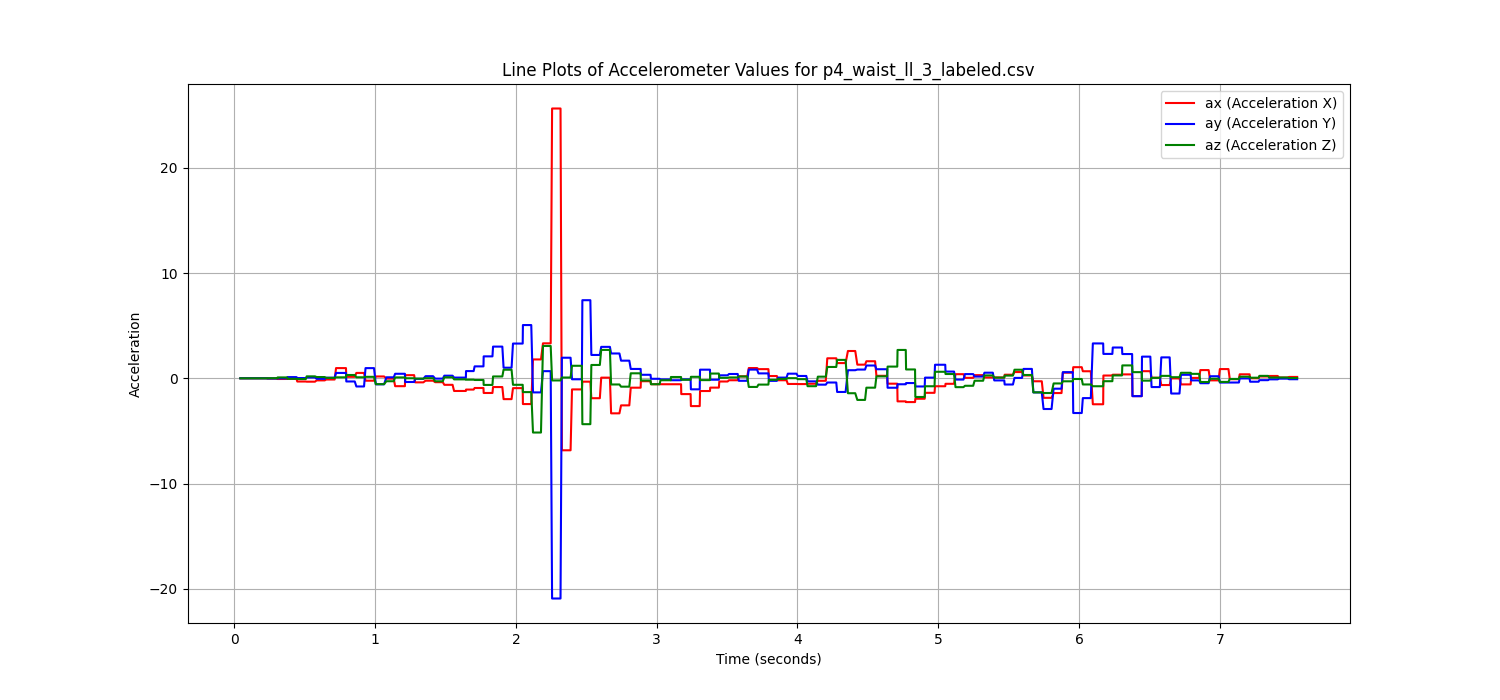 Line Plots of Accelerometer Values for p4_waist_ll_3_labeled.csv
ax (Acceleration X)
ay (Acceleration Y)
az (Acceleration Z)
Acceleration
20
10
0
−10
−20
0 1 2 3 4 5 6 7
Time (seconds)